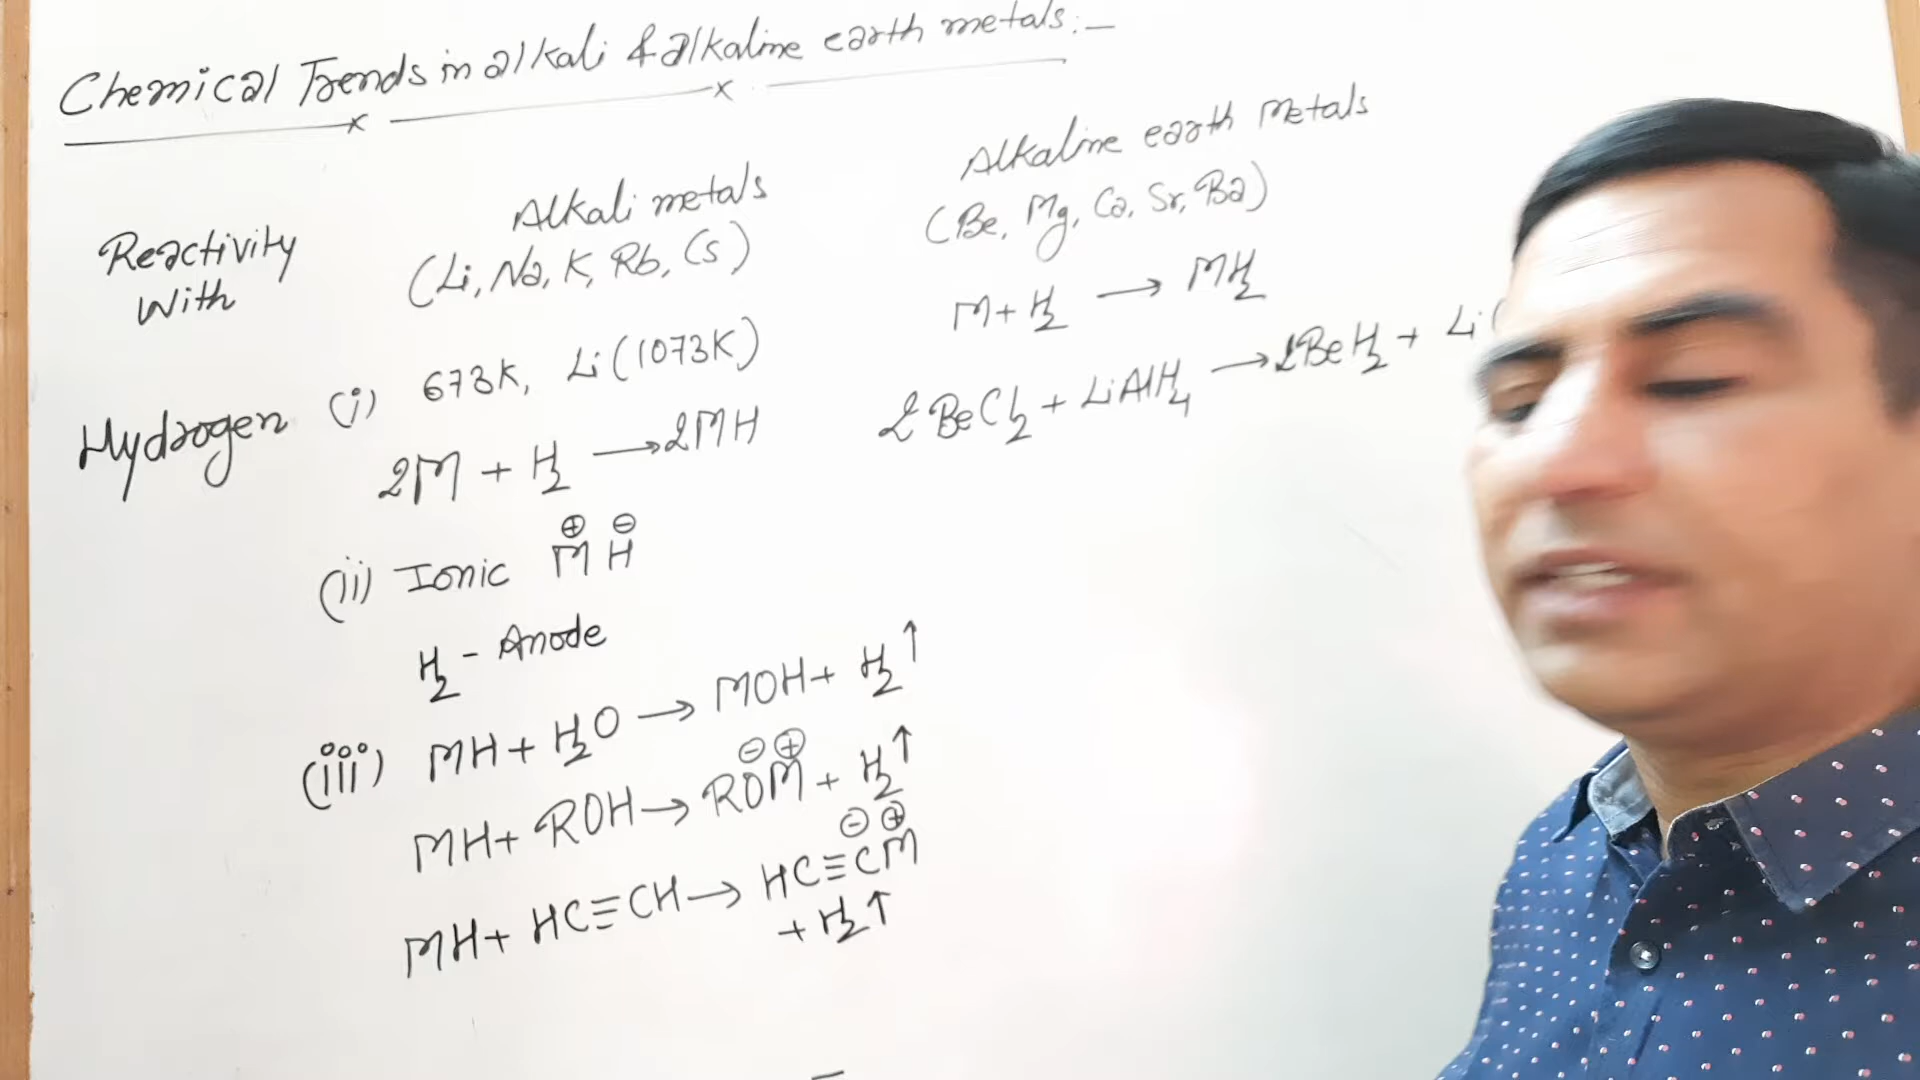 Chemical Trends in alkali & alkaline earth metals:-
Reactivity With
Alkali metals
(Li, Na, K, Rb, Cs)
Alkaline earth Metals
(Be, Mg, Ca, Sr, Ba)
Hydrogen
(i) 673K, Li (1073K)
2M + H₂ → 2MH
(ii) Ionic M⊕ H⊖
H₂ - Anode
(iii) MH + H₂O → MOH + H₂↑
MH + ROH → RO⊖M⊕ + H₂↑
MH + HC≡CH → HC≡C⊖M⊕
+ H₂↑
M + H₂ → MH₂
2BeCl₂ + LiAlH₄ → 2BeH₂ + Li(